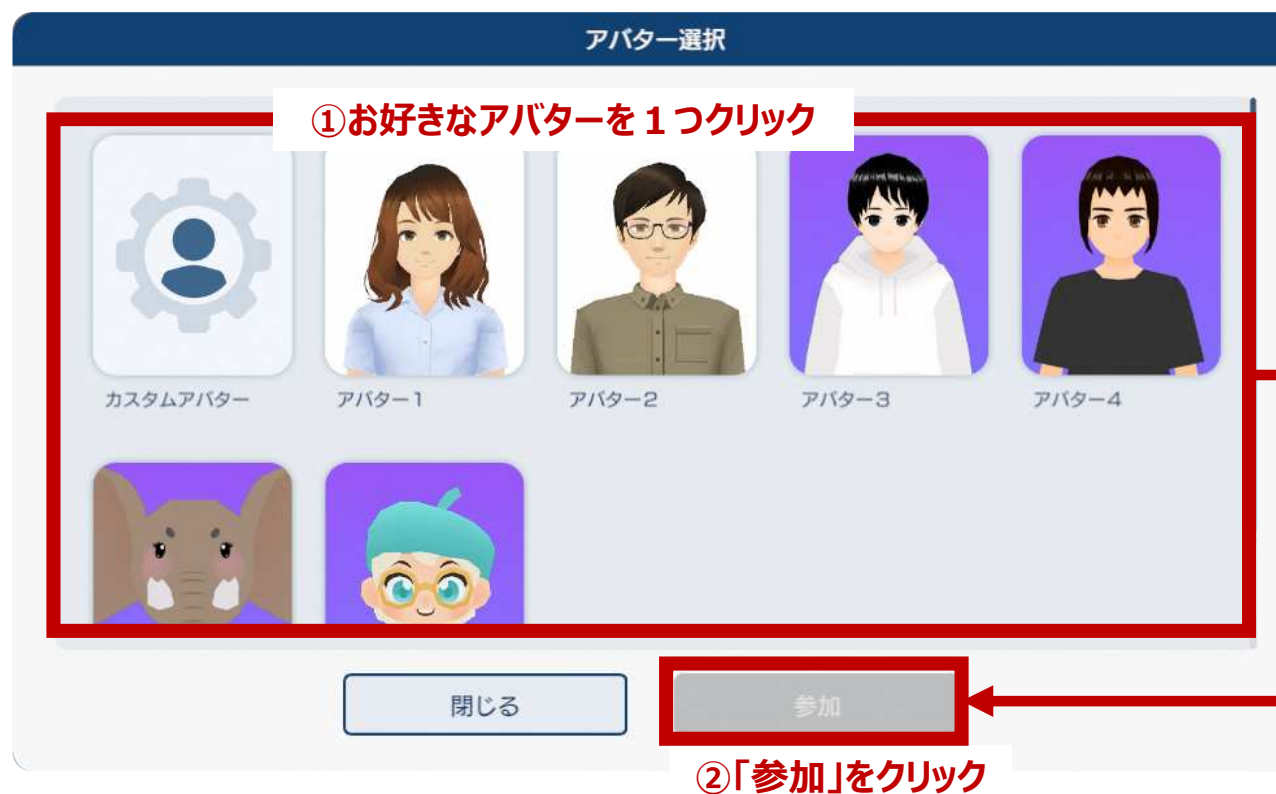 アバター選択
①お好きなアバターを１つクリック
カスタムアバター
アバター1
アバター2
アバター3
アバター4
閉じる
参加
②「参加」をクリック